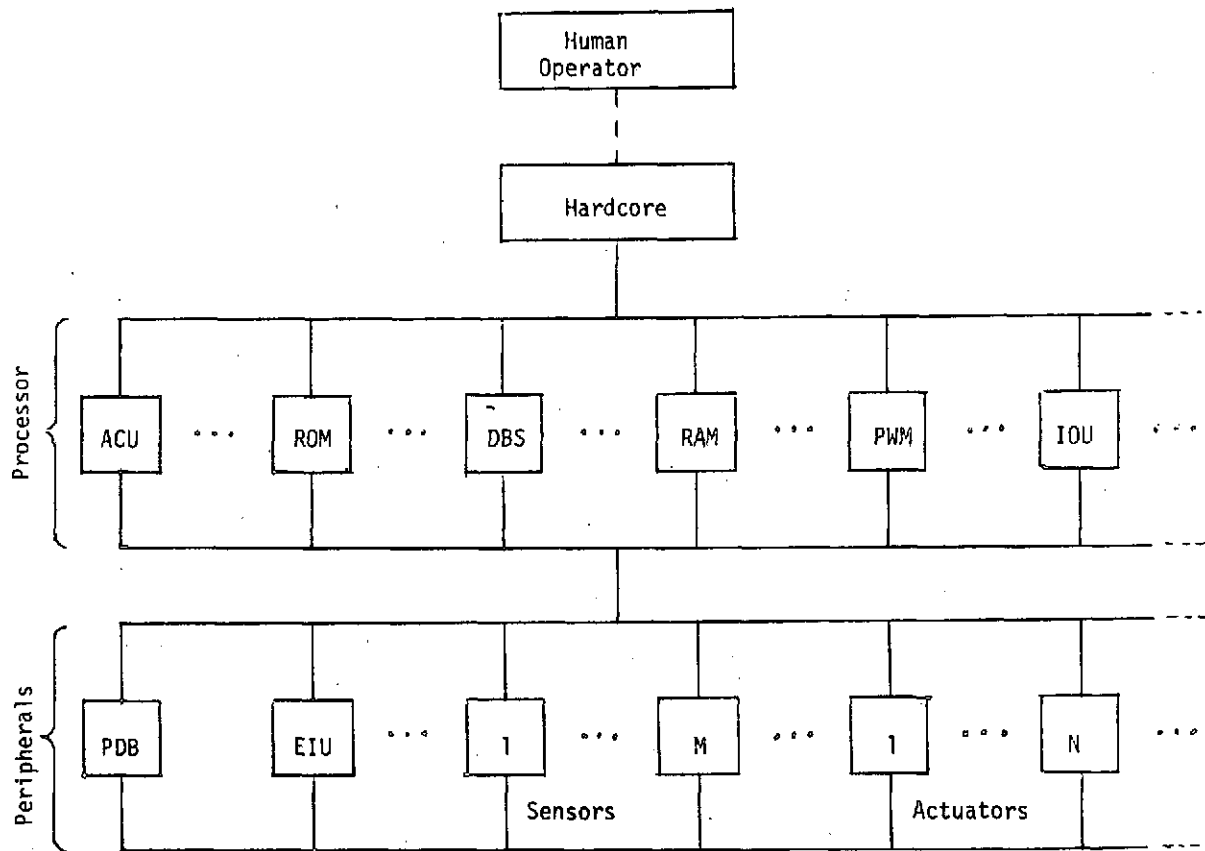 Human
Operator
Hardcore
Processor
ACU ... ROM ... DBS ... RAM ... PWM ... IOU ...
Peripherals
PDB EIU ... 1 ... M ... 1 ... N ...
Sensors Actuators